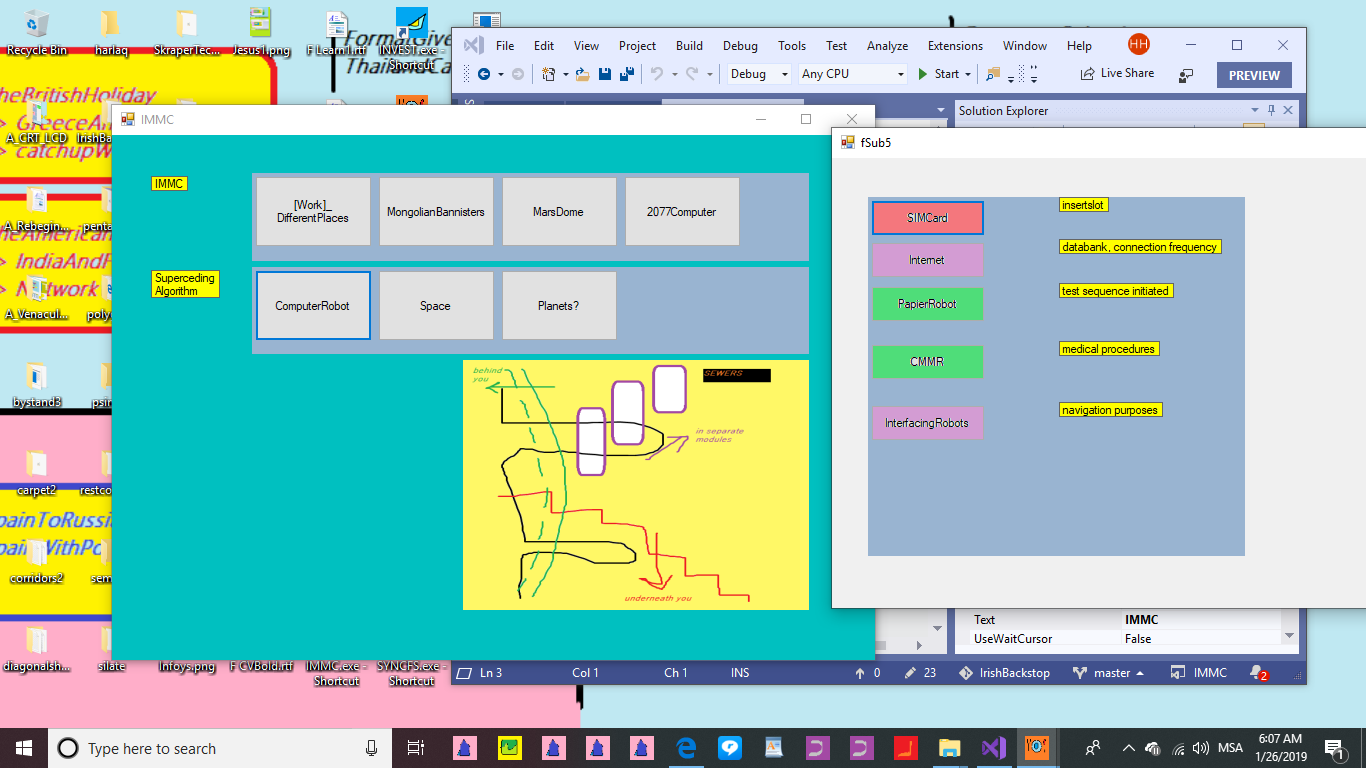 Recycle Bin
harlaq
SkraperTec...
Jesus1.png
F Learn1.rtf
INVEST.exe - Shortcut
FormatGive
ThailandCa
heBritishHoliday
> GreeceAn
> catchupW
A_CRT_LCD
IrishBac
A_Rebegin...
penta
heAmerican
> IndiaAndF
> Network
A_Venacul...
poly
bystand3
psin
carpet2
restco
painToRussi
painWithPo
corridors2
sem
diagonalsh...
silate
Infoys.png
F GVBold.rtf
IMMC.exe - Shortcut
SYNCFS.exe - Shortcut
File
Edit
View
Project
Build
Debug
Tools
Test
Analyze
Extensions
Window
Help
HH
Debug
Any CPU
Start
Live Share
PREVIEW
Solution Explorer
IMMC
IMMC
[Work]_
DifferentPlaces
MongolianBannisters
MarsDome
2077Computer
Superceding
Algorithm
ComputerRobot
Space
Planets?
behind
you
SEWERS
in separate
modules
underneath you
fSub5
SIMCard
insertslot
Internet
databank, connection frequency
PapierRobot
test sequence initiated
CMMR
medical procedures
InterfacingRobots
navigation purposes
Text
IMMC
UseWaitCursor
False
Ln 3
Col 1
Ch 1
INS
0
23
IrishBackstop
master
IMMC
2
Type here to search
MSA
6:07 AM
1/26/2019
1